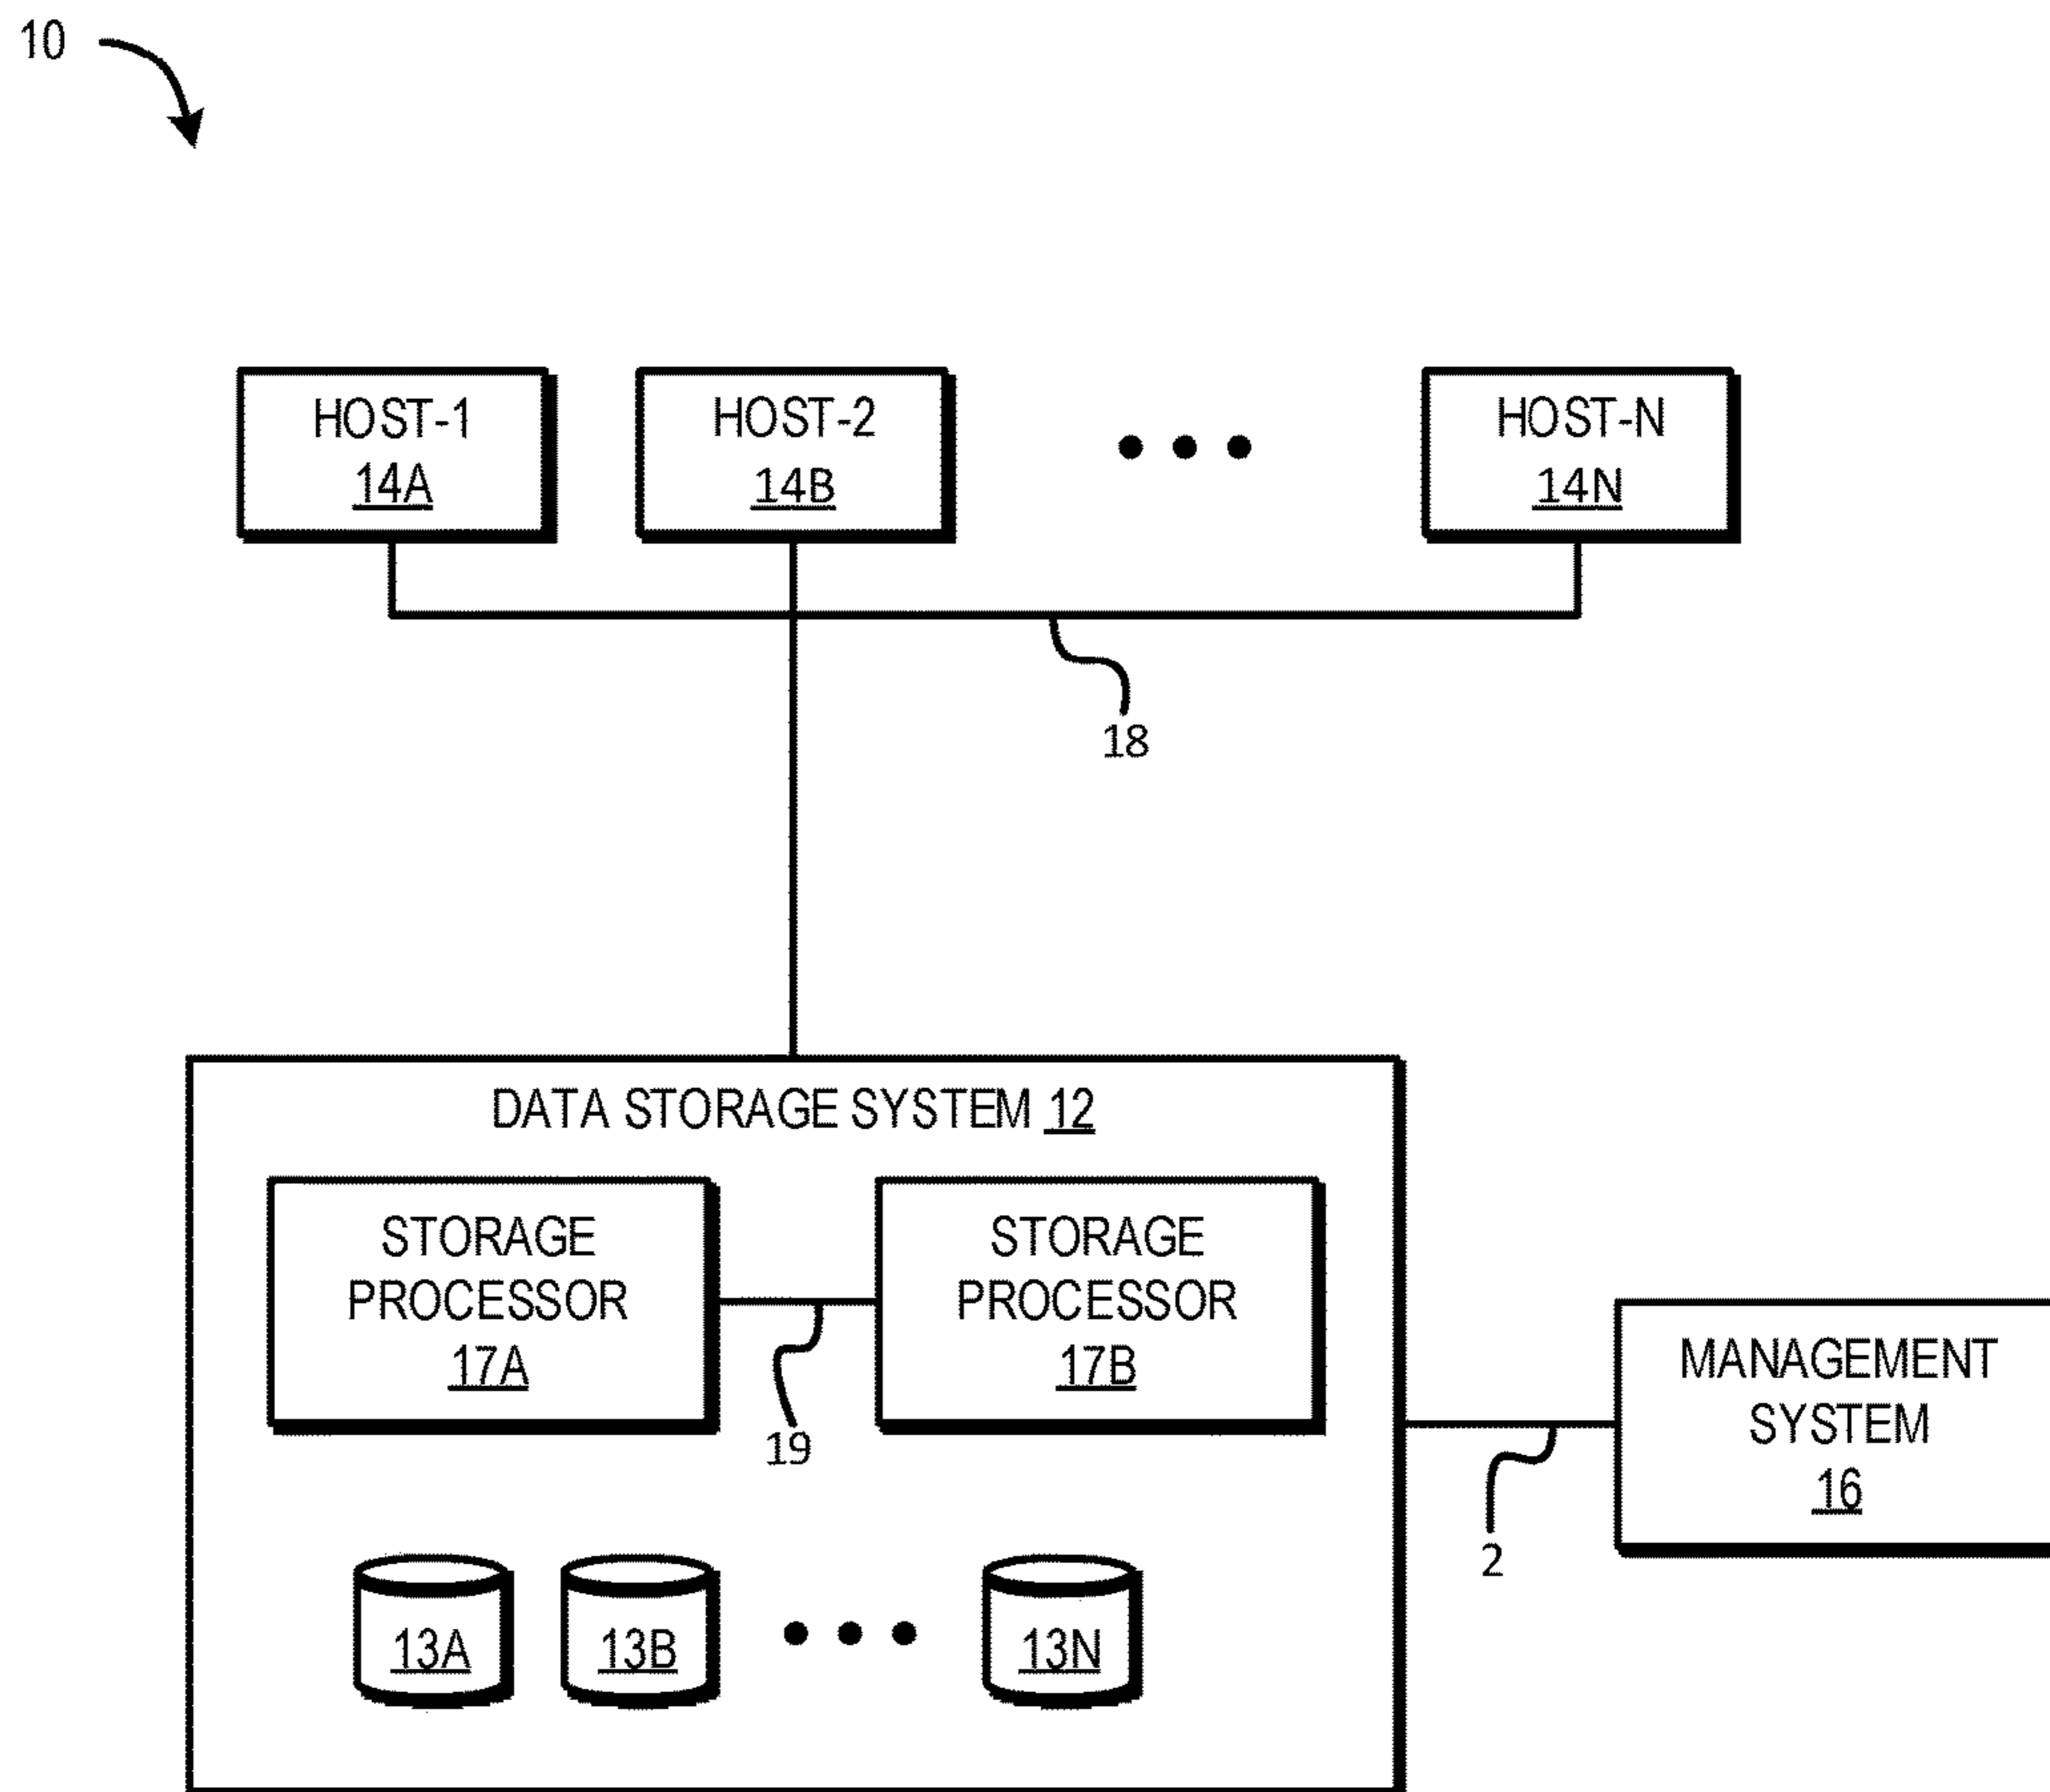 10
HOST-1
14A
HOST-2
14B
HOST-N
14N
18
DATA STORAGE SYSTEM 12
STORAGE
PROCESSOR
17A
STORAGE
PROCESSOR
17B
19
MANAGEMENT
SYSTEM
16
2
13A
13B
13N